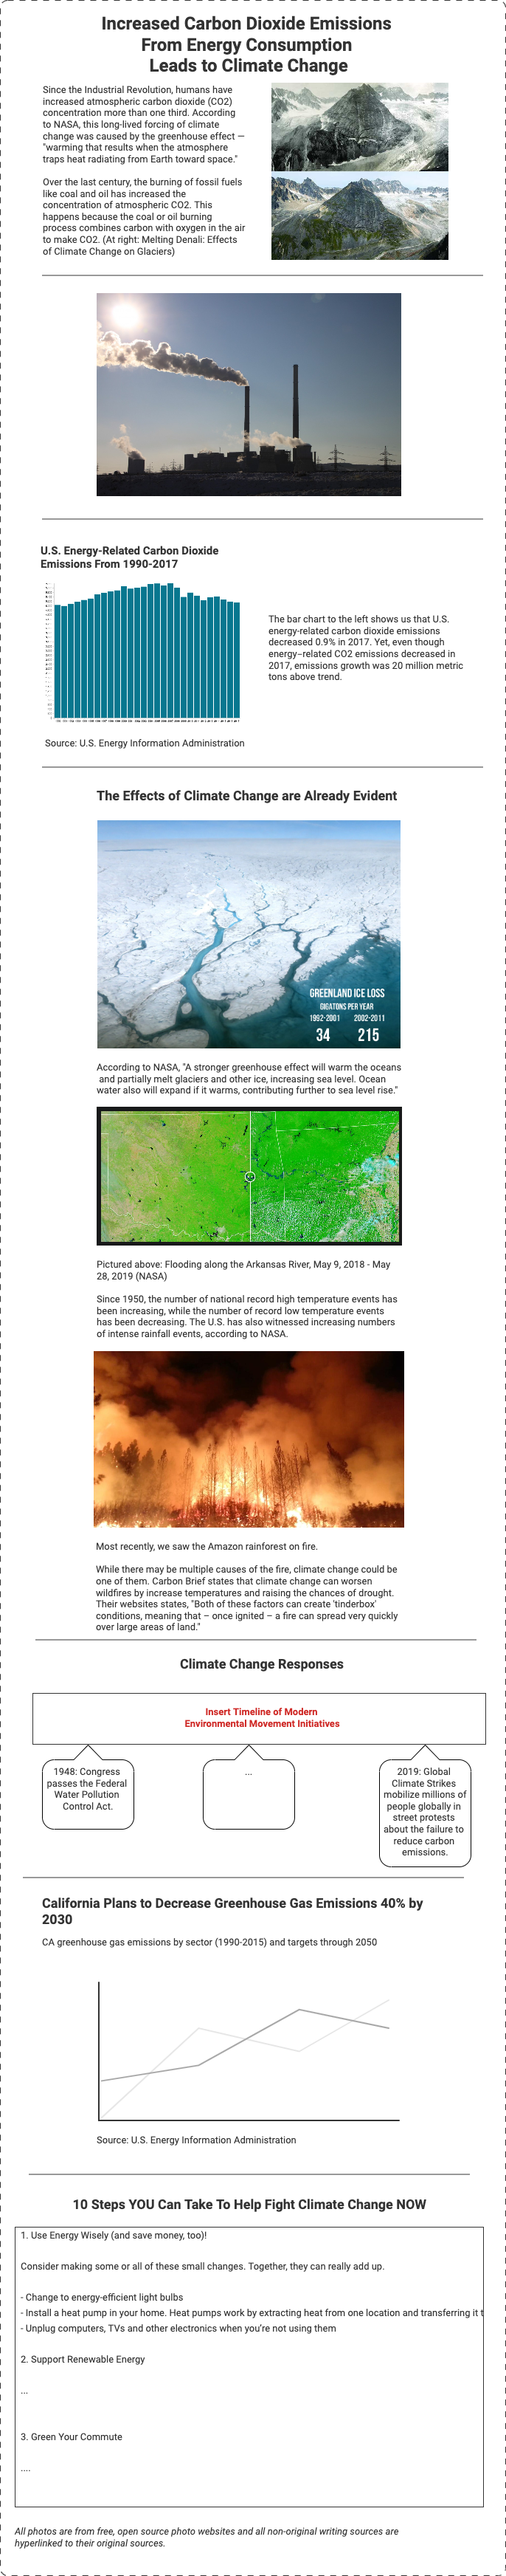 Increased Carbon Dioxide Emissions
From Energy Consumption
Leads to Climate Change
Since the Industrial Revolution, humans have
increased atmospheric carbon dioxide (CO2)
concentration more than one third. According
to NASA, this long-lived forcing of climate
change was caused by the greenhouse effect —
"warming that results when the atmosphere
traps heat radiating from Earth toward space."
Over the last century, the burning of fossil fuels
like coal and oil has increased the
concentration of atmospheric CO2. This
happens because the coal or oil burning
process combines carbon with oxygen in the air
to make CO2. (At right: Melting Denali: Effects
of Climate Change on Glaciers)
U.S. Energy-Related Carbon Dioxide
Emissions From 1990-2017
The bar chart to the left shows us that U.S.
energy-related carbon dioxide emissions
decreased 0.9% in 2017. Yet, even though
energy–related CO2 emissions decreased in
2017, emissions growth was 20 million metric
tons above trend.
Source: U.S. Energy Information Administration
The Effects of Climate Change are Already Evident
GREENLAND ICE LOSS
GIGATONS PER YEAR
1992-2001 2002-2011
34 215
According to NASA, "A stronger greenhouse effect will warm the oceans
and partially melt glaciers and other ice, increasing sea level. Ocean
water also will expand if it warms, contributing further to sea level rise."
Pictured above: Flooding along the Arkansas River, May 9, 2018 - May
28, 2019 (NASA)
Since 1950, the number of national record high temperature events has
been increasing, while the number of record low temperature events
has been decreasing. The U.S. has also witnessed increasing numbers
of intense rainfall events, according to NASA.
Most recently, we saw the Amazon rainforest on fire.
While there may be multiple causes of the fire, climate change could be
one of them. Carbon Brief states that climate change can worsen
wildfires by increase temperatures and raising the chances of drought.
Their websites states, "Both of these factors can create 'tinderbox'
conditions, meaning that – once ignited – a fire can spread very quickly
over large areas of land."
Climate Change Responses
Insert Timeline of Modern
Environmental Movement Initiatives
1948: Congress
passes the Federal
Water Pollution
Control Act.
...
2019: Global
Climate Strikes
mobilize millions of
people globally in
street protests
about the failure to
reduce carbon
emissions.
California Plans to Decrease Greenhouse Gas Emissions 40% by
2030
CA greenhouse gas emissions by sector (1990-2015) and targets through 2050
Source: U.S. Energy Information Administration
10 Steps YOU Can Take To Help Fight Climate Change NOW
1. Use Energy Wisely (and save money, too)!
Consider making some or all of these small changes. Together, they can really add up.
- Change to energy-efficient light bulbs
- Install a heat pump in your home. Heat pumps work by extracting heat from one location and transferring it t
- Unplug computers, TVs and other electronics when you're not using them
2. Support Renewable Energy
...
3. Green Your Commute
....
All photos are from free, open source photo websites and all non-original writing sources are
hyperlinked to their original sources.